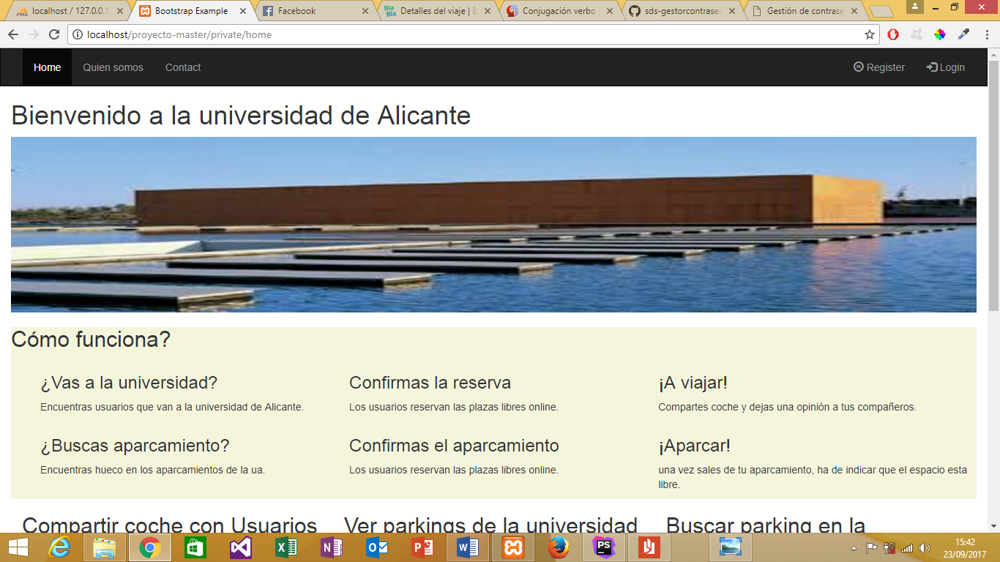 localhost / 127.0.0.1
Bootstrap Example
Facebook
Detalles del viaje | B
Conjugación verbo
sds-gestorcontraser
Gestión de contrase
localhost/proyecto-master/private/home
Home Quien somos Contact Register Login
Bienvenido a la universidad de Alicante
Cómo funciona?
¿Vas a la universidad? Confirmas la reserva ¡A viajar!
Encuentras usuarios que van a la universidad de Alicante. Los usuarios reservan las plazas libres online. Compartes coche y dejas una opinión a tus compañeros.
¿Buscas aparcamiento? Confirmas el aparcamiento ¡Aparcar!
Encuentras hueco en los aparcamientos de la ua. Los usuarios reservan las plazas libres online. una vez sales de tu aparcamiento, ha de indicar que el espacio esta
libre.
Compartir coche con Usuarios Ver parkings de la universidad Buscar parking en la
15:42
23/09/2017